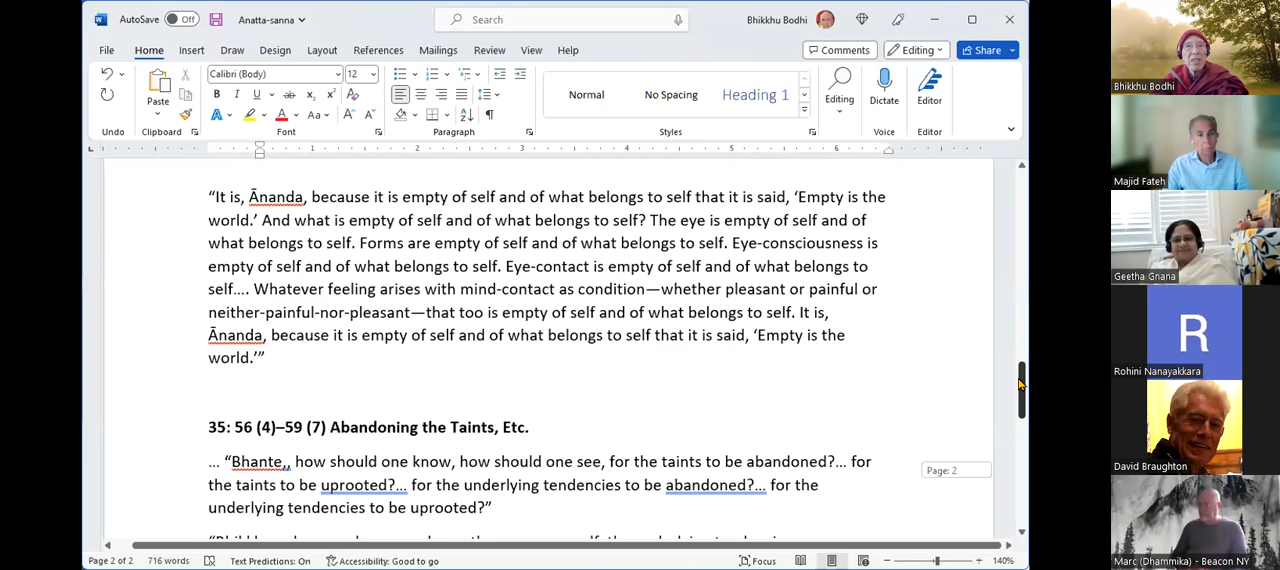 AutoSave Off Anatta-sanna Search Bhikkhu Bodhi
File Home Insert Draw Design Layout References Mailings Review View Help Comments Editing Share
Calibri (Body) 12
Paste
B I U ab x₂ x²
Normal No Spacing Heading 1
Editing Dictate Editor
A A Aa A A
Undo Clipboard Font Paragraph Styles Editing Voice Editor
1 2 3 4 5 6
“It is, Ānanda, because it is empty of self and of what belongs to self that it is said, ‘Empty is the
world.’ And what is empty of self and of what belongs to self? The eye is empty of self and of
what belongs to self. Forms are empty of self and of what belongs to self. Eye-consciousness is
empty of self and of what belongs to self. Eye-contact is empty of self and of what belongs to
self…. Whatever feeling arises with mind-contact as condition—whether pleasant or painful or
neither-painful-nor-pleasant—that too is empty of self and of what belongs to self. It is,
Ānanda, because it is empty of self and of what belongs to self that it is said, ‘Empty is the
world.’”
35: 56 (4)–59 (7) Abandoning the Taints, Etc.
… “Bhante,, how should one know, how should one see, for the taints to be abandoned?… for
the taints to be uprooted?… for the underlying tendencies to be abandoned?… for the
underlying tendencies to be uprooted?”
Page: 2
Page 2 of 2 716 words Text Predictions: On Accessibility: Good to go Focus 140%
Bhikkhu Bodhi
Majid Fateh
Geetha Gnana
R
Rohini Nanayakkara
David Braughton
Marc (Dhammika) - Beacon NY